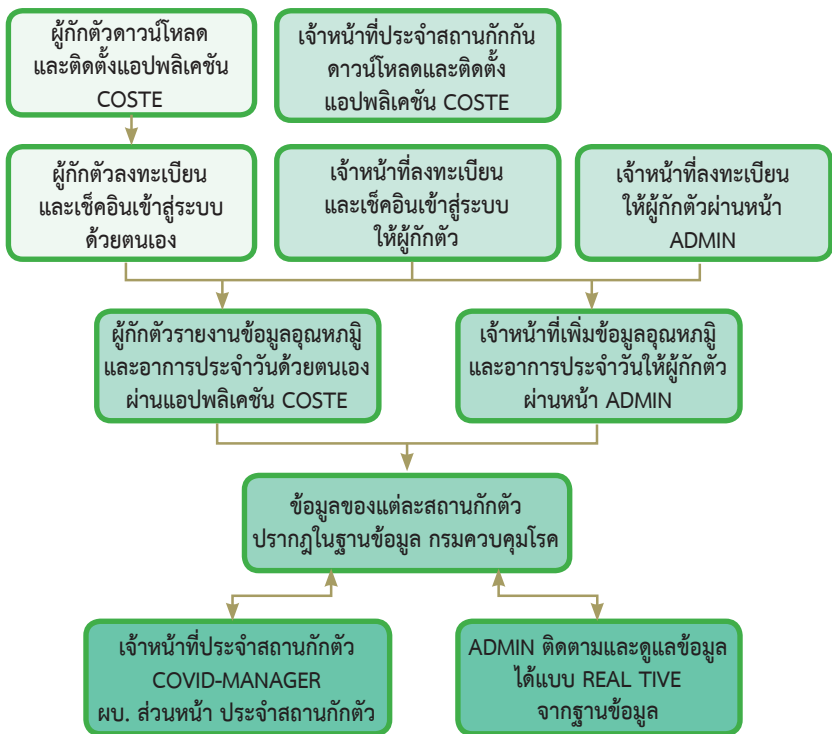 ผู้กักตัวดาวน์โหลด
และติดตั้งแอปพลิเคชัน
COSTE
เจ้าหน้าที่ประจำสถานกักกัน
ดาวน์โหลดและติดตั้ง
แอปพลิเคชัน COSTE
ผู้กักตัวลงทะเบียน
และเช็คอินเข้าสู่ระบบ
ด้วยตนเอง
เจ้าหน้าที่ลงทะเบียน
และเช็คอินเข้าสู่ระบบ
ให้ผู้กักตัว
เจ้าหน้าที่ลงทะเบียน
ให้ผู้กักตัวผ่านหน้า
ADMIN
ผู้กักตัวรายงานข้อมูลอุณหภูมิ
และอาการประจำวันด้วยตนเอง
ผ่านแอปพลิเคชัน COSTE
เจ้าหน้าที่เพิ่มข้อมูลอุณหภูมิ
และอาการประจำวันให้ผู้กักตัว
ผ่านหน้า ADMIN
ข้อมูลของแต่ละสถานกักตัว
ปรากฏในฐานข้อมูล กรมควบคุมโรค
เจ้าหน้าที่ประจำสถานกักตัว
COVID-MANAGER
ผบ. ส่วนหน้า ประจำสถานกักตัว
ADMIN ติดตามและดูแลข้อมูล
ได้แบบ REAL TIVE
จากฐานข้อมูล